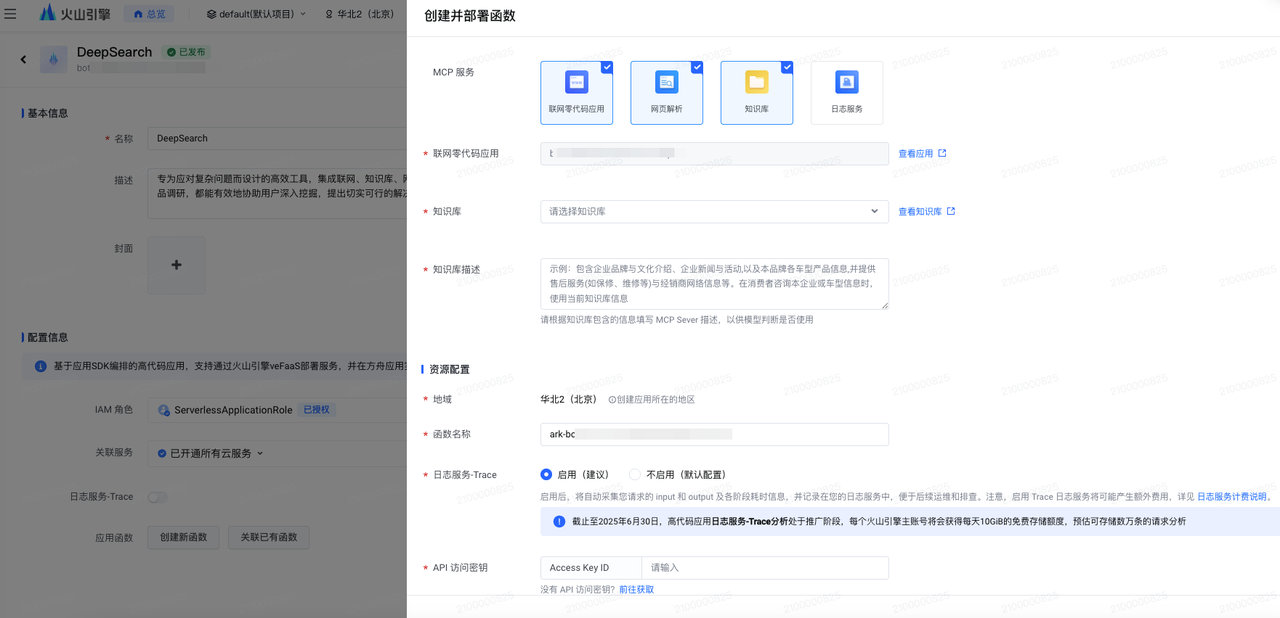 火山引擎
总览
default(默认项目)
华北2（北京）
DeepSearch
已发布
bot
基本信息
* 名称
DeepSearch
描述
专为应对复杂问题而设计的高效工具，集成联网、知识库、
品调研，都能有效地协助用户深入挖掘，提出切实可行的解
封面
配置信息
基于应用SDK编排的高代码应用，支持通过火山引擎veFaaS部署服务，并在方舟应用
IAM 角色
ServerlessApplicationRole
已授权
关联服务
已开通所有云服务
日志服务-Trace
应用函数
创建新函数
关联已有函数
创建并部署函数
MCP 服务
联网零代码应用
网页解析
知识库
日志服务
* 联网零代码应用
查看应用
* 知识库
请选择知识库
查看知识库
* 知识库描述
示例：包含企业品牌与文化介绍、企业新闻与活动,以及本品牌各车型产品信息,并提供
售后服务(如保修、维修等)与经销商网络信息等。在消费者咨询本企业或车型信息时，
使用当前知识库信息
请根据知识库包含的信息填写 MCP Sever 描述，以供模型判断是否使用
资源配置
* 地域
华北2（北京）
创建应用所在的地区
* 函数名称
ark-bc
* 日志服务-Trace
启用（建议）
不启用（默认配置）
启用后，将自动采集您请求的 input 和 output 及各阶段耗时信息，并记录在您的日志服务中，便于后续运维和排查。注意，启用 Trace 日志服务将可能产生额外费用，详见 日志服务计费说明。
截止至2025年6月30日，高代码应用日志服务-Trace分析处于推广阶段，每个火山引擎主账号将会获得每天10GiB的免费存储额度，预估可存储数万条的请求分析
* API 访问密钥
Access Key ID
请输入
没有 API 访问密钥？前往获取
2100000825